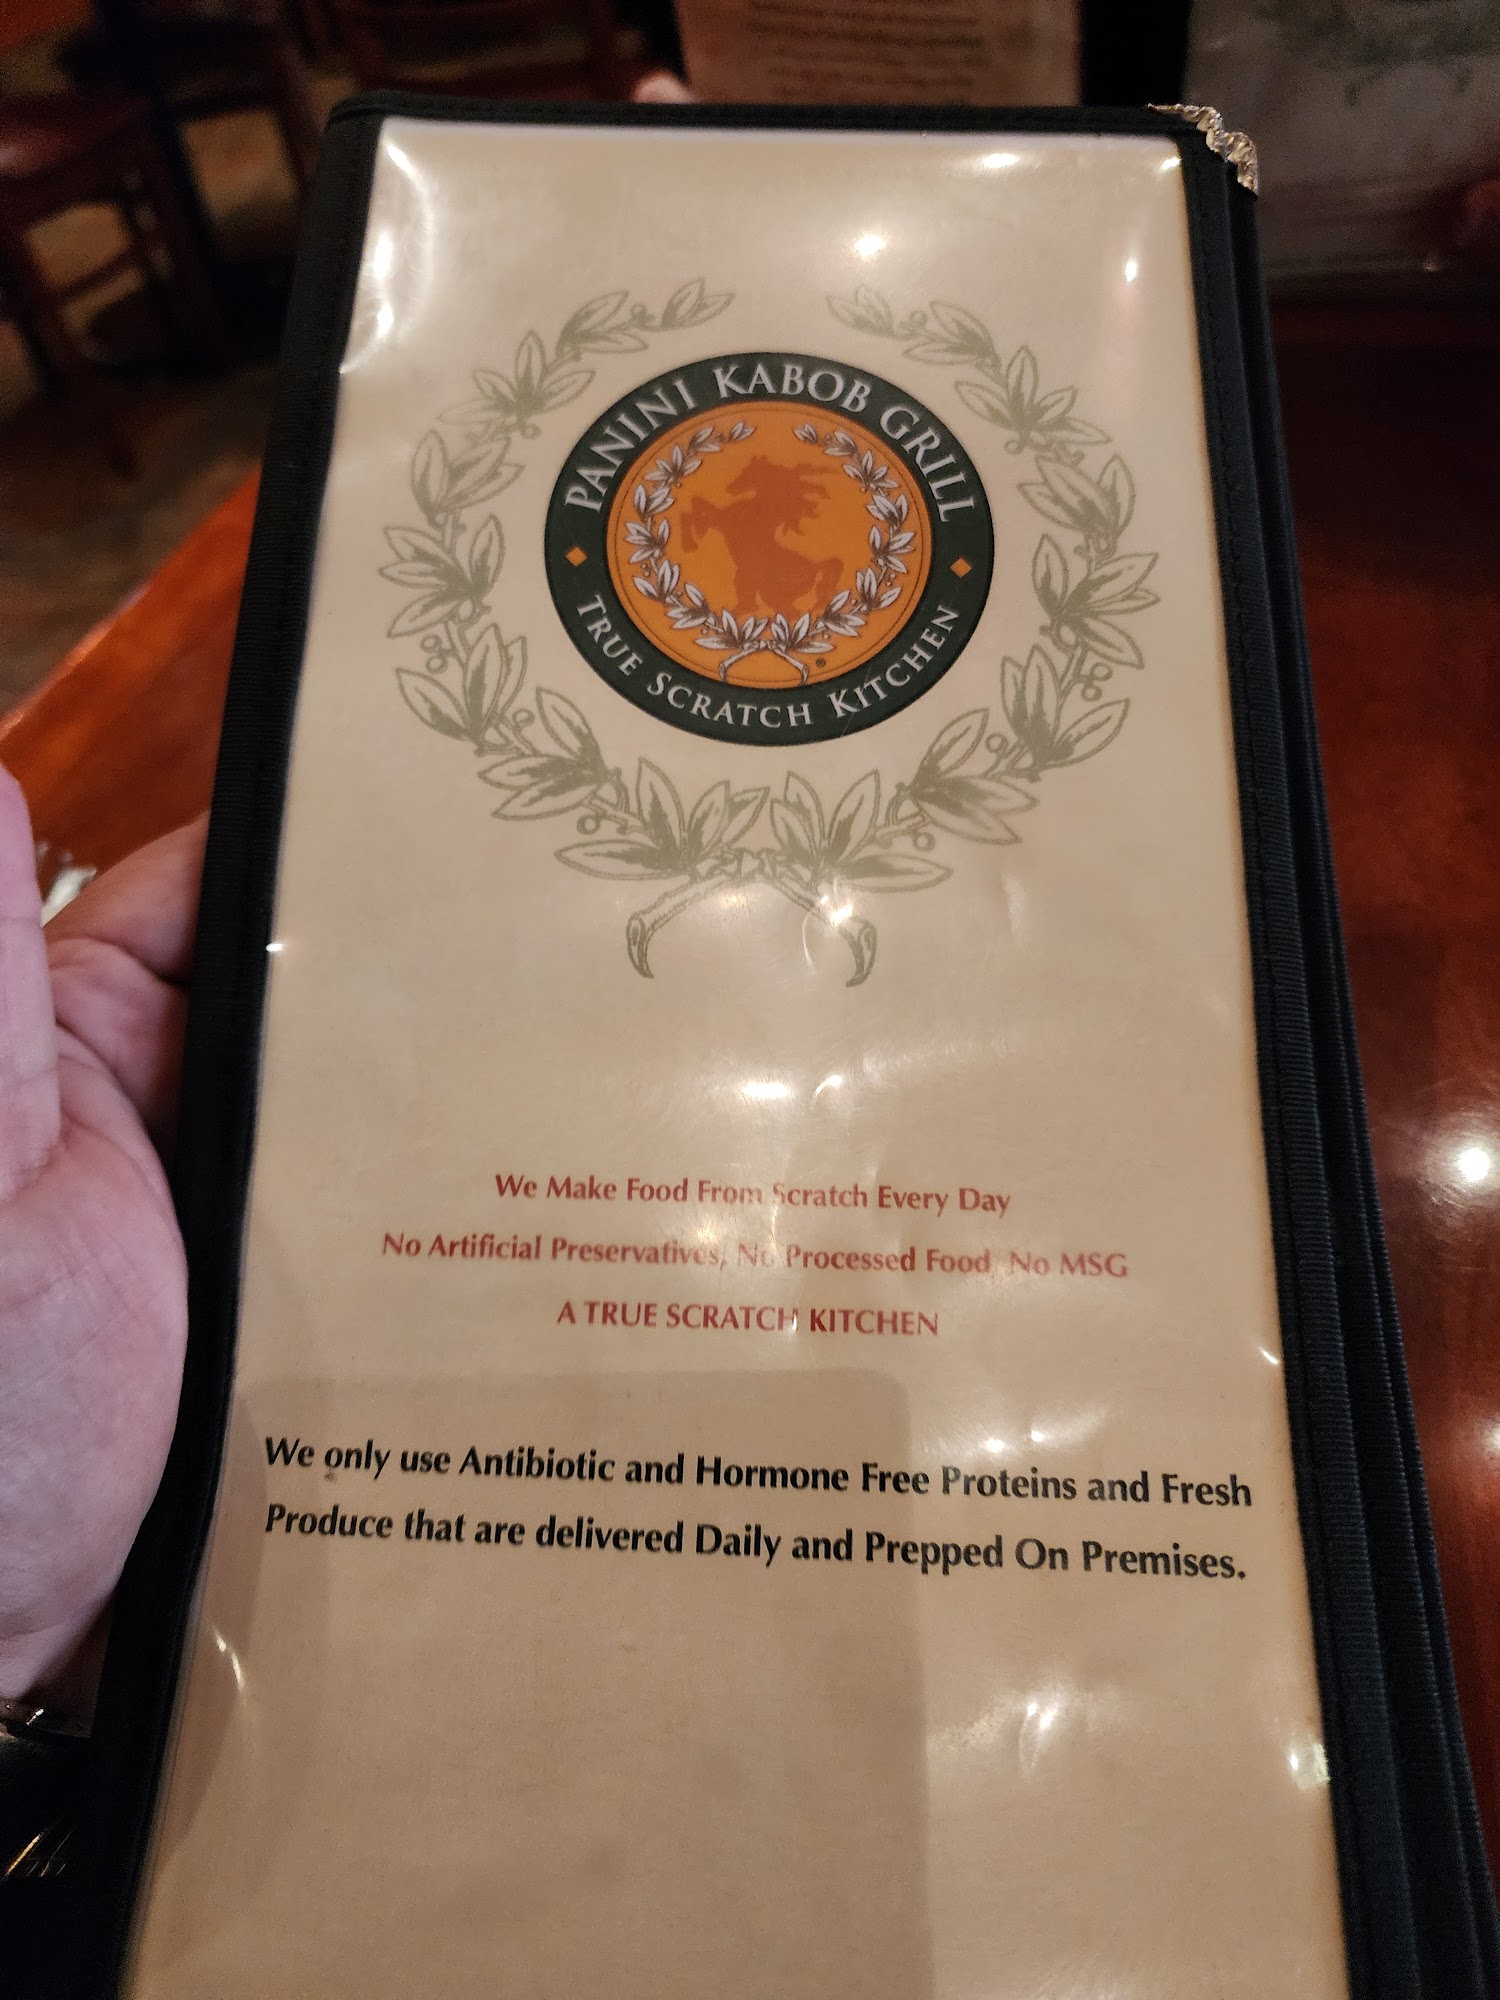 PANINI KABOB GRILL
TRUE SCRATCH KITCHEN
®
We Make Food From Scratch Every Day
No Artificial Preservatives, No Processed Food, No MSG
A TRUE SCRATCH KITCHEN
We only use Antibiotic and Hormone Free Proteins and Fresh
Produce that are delivered Daily and Prepped On Premises.